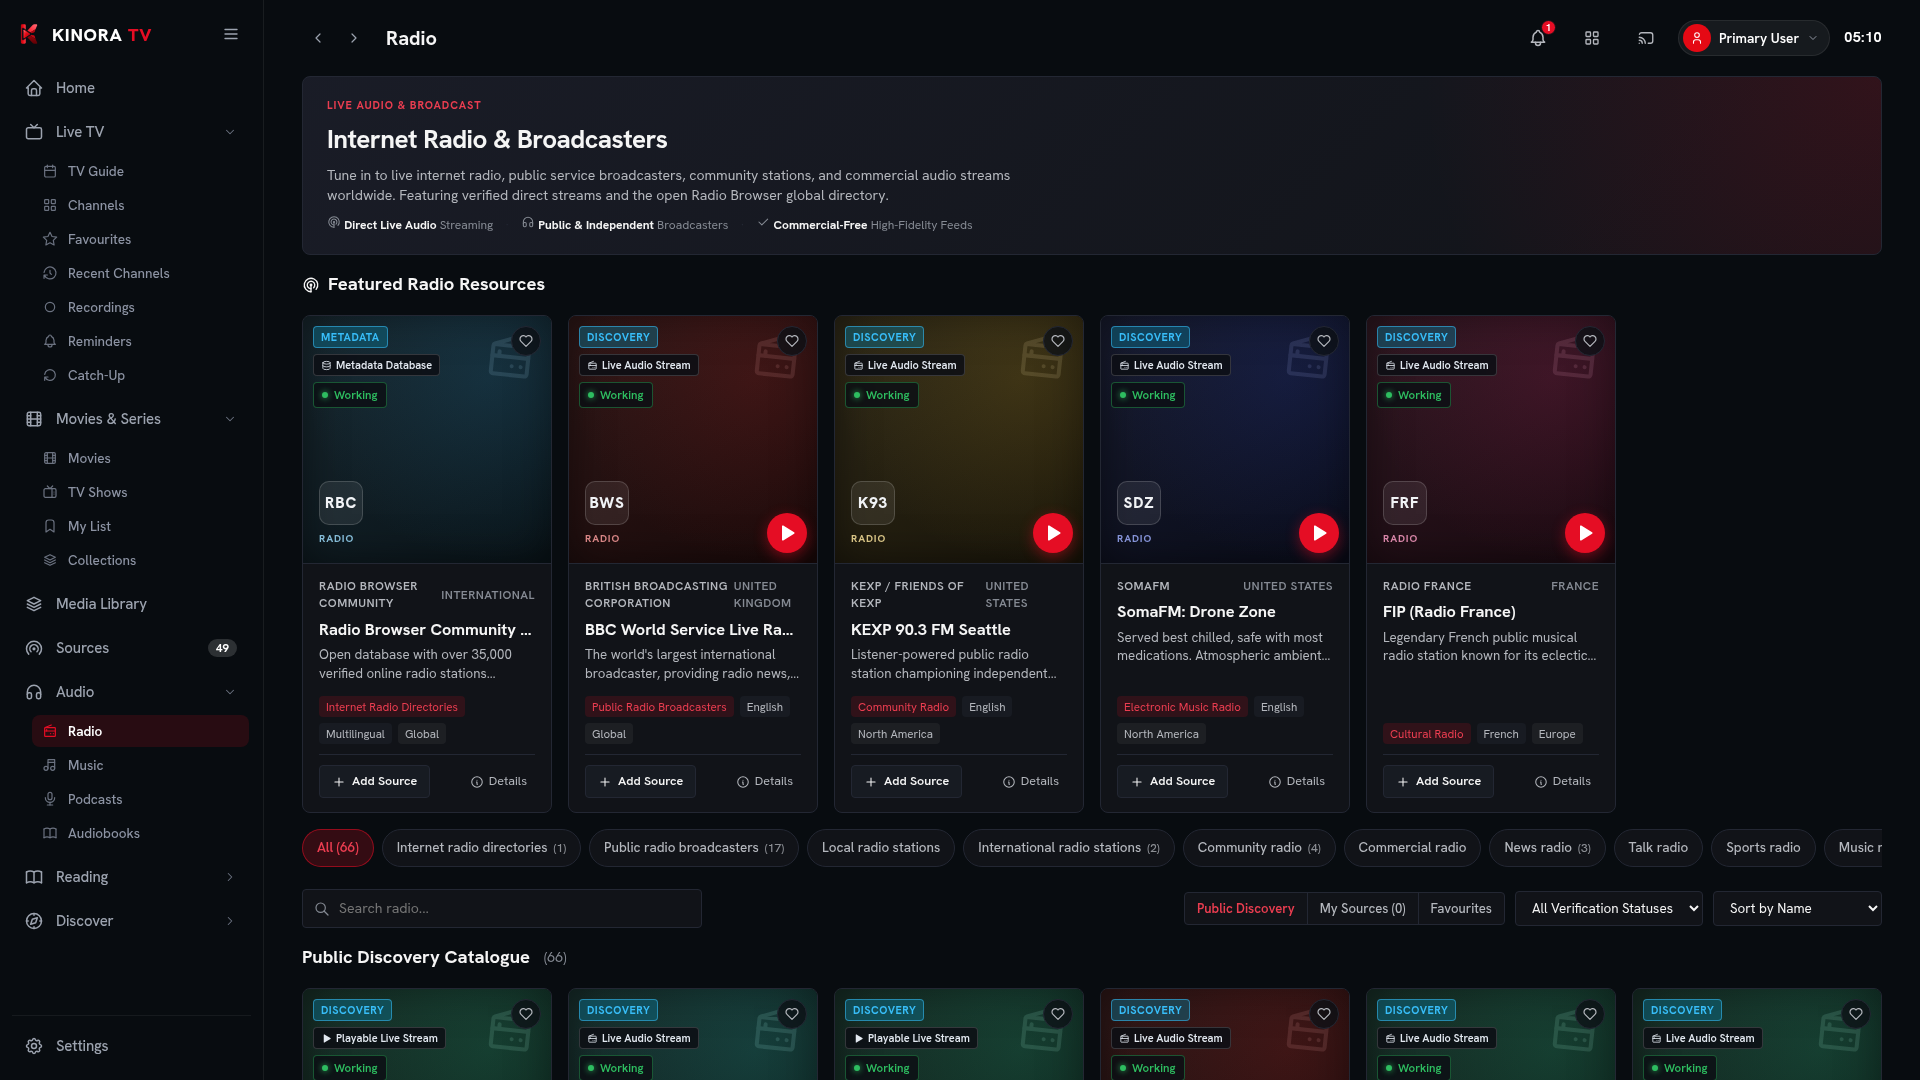 KINORA TV
Home
Live TV
TV Guide
Channels
Favourites
Recent Channels
Recordings
Reminders
Catch-Up
Movies & Series
Movies
TV Shows
My List
Collections
Media Library
Sources 49
Audio
Radio
Music
Podcasts
Audiobooks
Reading
Discover
Settings
Radio
1
Primary User
05:10
LIVE AUDIO & BROADCAST
Internet Radio & Broadcasters
Tune in to live internet radio, public service broadcasters, community stations, and commercial audio streams
worldwide. Featuring verified direct streams and the open Radio Browser global directory.
Direct Live Audio Streaming Public & Independent Broadcasters Commercial-Free High-Fidelity Feeds
Featured Radio Resources
METADATA
Metadata Database
Working
RBC
RADIO
RADIO BROWSER
COMMUNITY
INTERNATIONAL
Radio Browser Community ...
Open database with over 35,000
verified online radio stations...
Internet Radio Directories
Multilingual Global
Add Source Details
DISCOVERY
Live Audio Stream
Working
BWS
RADIO
BRITISH BROADCASTING
CORPORATION
UNITED
KINGDOM
BBC World Service Live Ra...
The world's largest international
broadcaster, providing radio news,...
Public Radio Broadcasters English
Global
Add Source Details
DISCOVERY
Live Audio Stream
Working
K93
RADIO
KEXP / FRIENDS OF
KEXP
UNITED
STATES
KEXP 90.3 FM Seattle
Listener-powered public radio
station championing independent...
Community Radio English
North America
Add Source Details
DISCOVERY
Live Audio Stream
Working
SDZ
RADIO
SOMAFM UNITED STATES
SomaFM: Drone Zone
Served best chilled, safe with most
medications. Atmospheric ambient...
Electronic Music Radio English
North America
Add Source Details
DISCOVERY
Live Audio Stream
Working
FRF
RADIO
RADIO FRANCE FRANCE
FIP (Radio France)
Legendary French public musical
radio station known for its eclectic...
Cultural Radio French Europe
Add Source Details
All (66) Internet radio directories (1) Public radio broadcasters (17) Local radio stations International radio stations (2) Community radio (4) Commercial radio News radio (3) Talk radio Sports radio Music r
Search radio...
Public Discovery My Sources (0) Favourites All Verification Statuses Sort by Name
Public Discovery Catalogue (66)
DISCOVERY
Playable Live Stream
Working
DISCOVERY
Live Audio Stream
Working
DISCOVERY
Playable Live Stream
Working
DISCOVERY
Live Audio Stream
Working
DISCOVERY
Live Audio Stream
Working
DISCOVERY
Live Audio Stream
Working